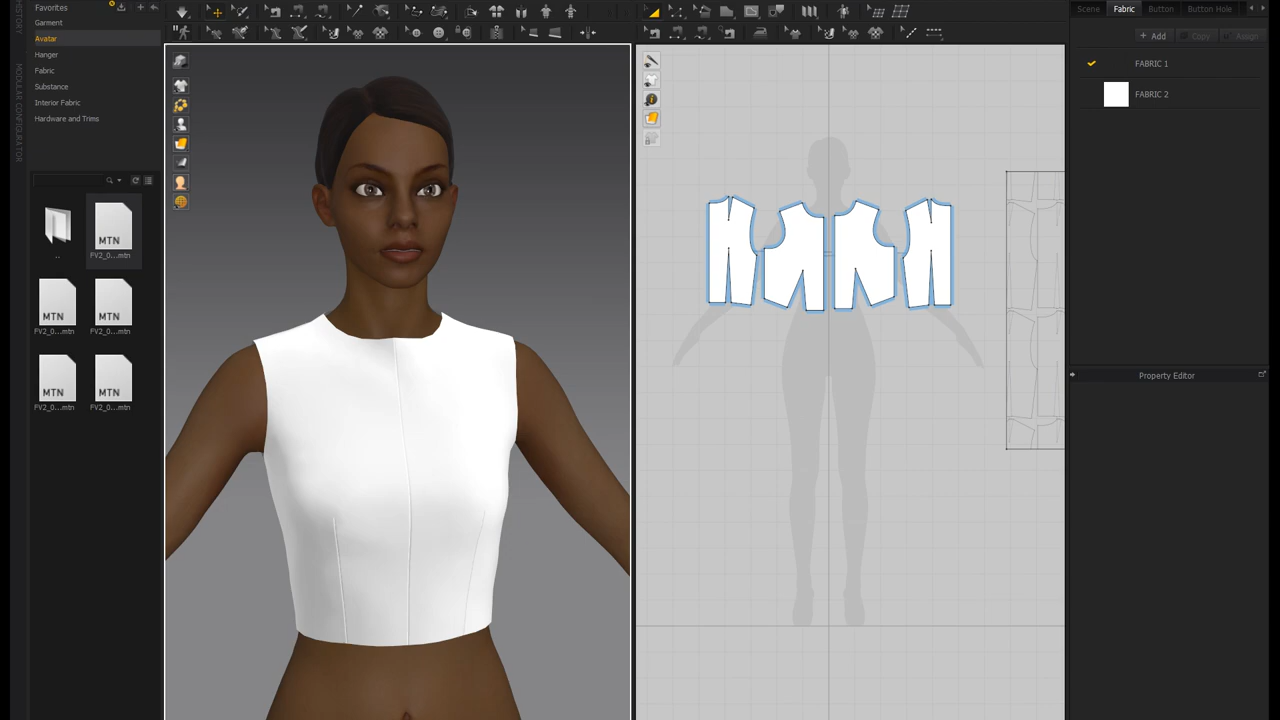 HISTORY
MODULAR CONFIGURATOR
Favorites
Garment
Avatar
Hanger
Fabric
Substance
Interior Fabric
Hardware and Trims
..
MTN
FV2_0...mtn
MTN
FV2_0...mtn
MTN
FV2_0...mtn
MTN
FV2_0...mtn
MTN
FV2_0...mtn
Scene
Fabric
Button
Button Hole
+ Add
Copy
Assign
FABRIC 1
FABRIC 2
Property Editor